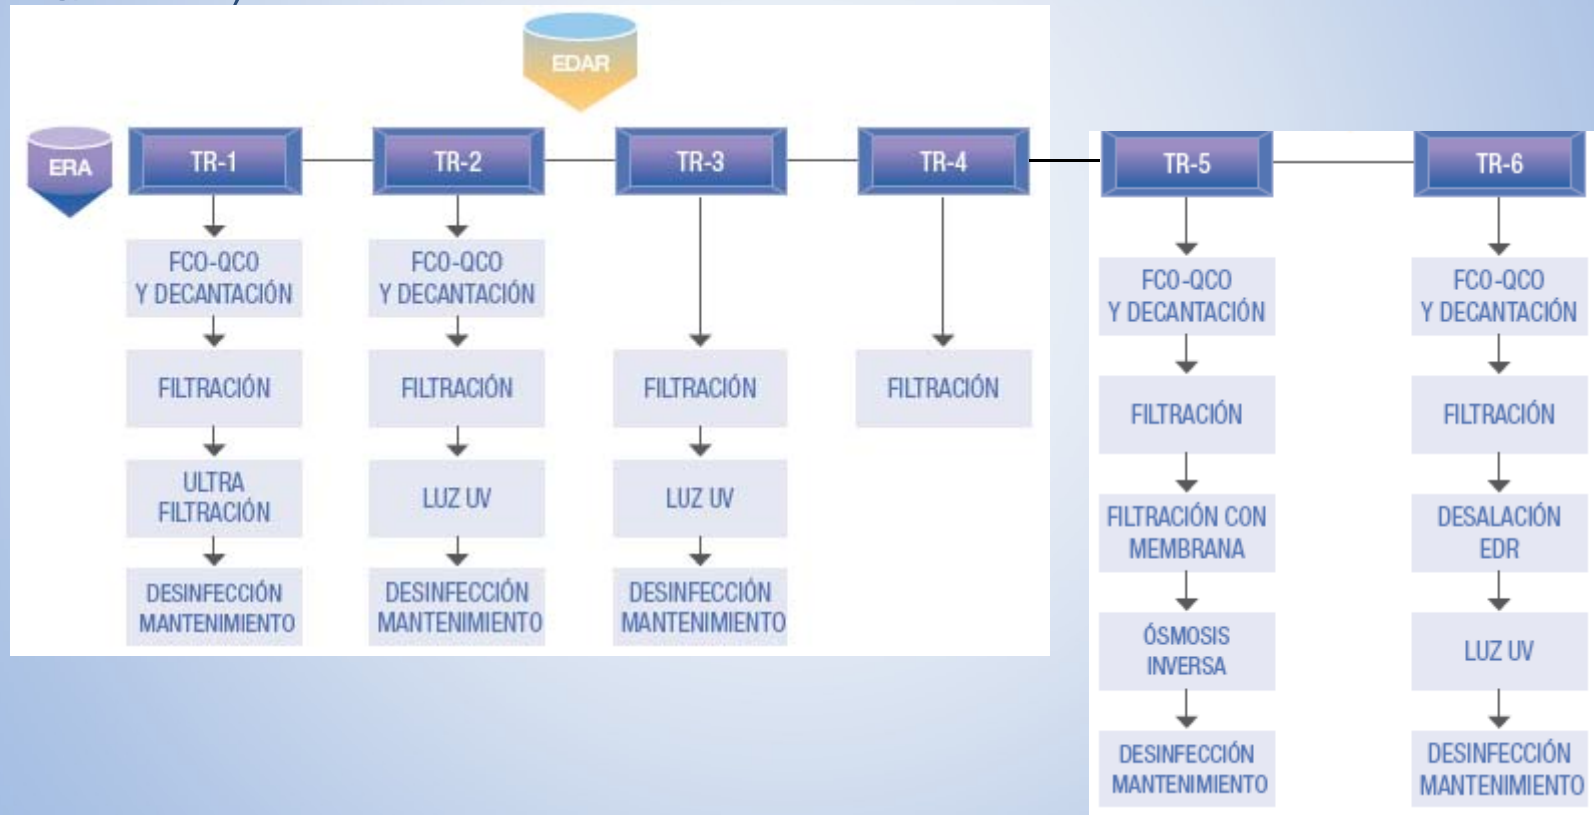 EDAR
ERA
TR-1
TR-2
TR-3
TR-4
TR-5
TR-6
FCO-QCO
Y DECANTACIÓN
FILTRACIÓN
ULTRA
FILTRACIÓN
DESINFECCIÓN
MANTENIMIENTO
FCO-QCO
Y DECANTACIÓN
FILTRACIÓN
LUZ UV
DESINFECCIÓN
MANTENIMIENTO
FILTRACIÓN
LUZ UV
DESINFECCIÓN
MANTENIMIENTO
FILTRACIÓN
FCO-QCO
Y DECANTACIÓN
FILTRACIÓN
FILTRACIÓN CON
MEMBRANA
ÓSMOSIS
INVERSA
DESINFECCIÓN
MANTENIMIENTO
FCO-QCO
Y DECANTACIÓN
FILTRACIÓN
DESALACIÓN
EDR
LUZ UV
DESINFECCIÓN
MANTENIMIENTO